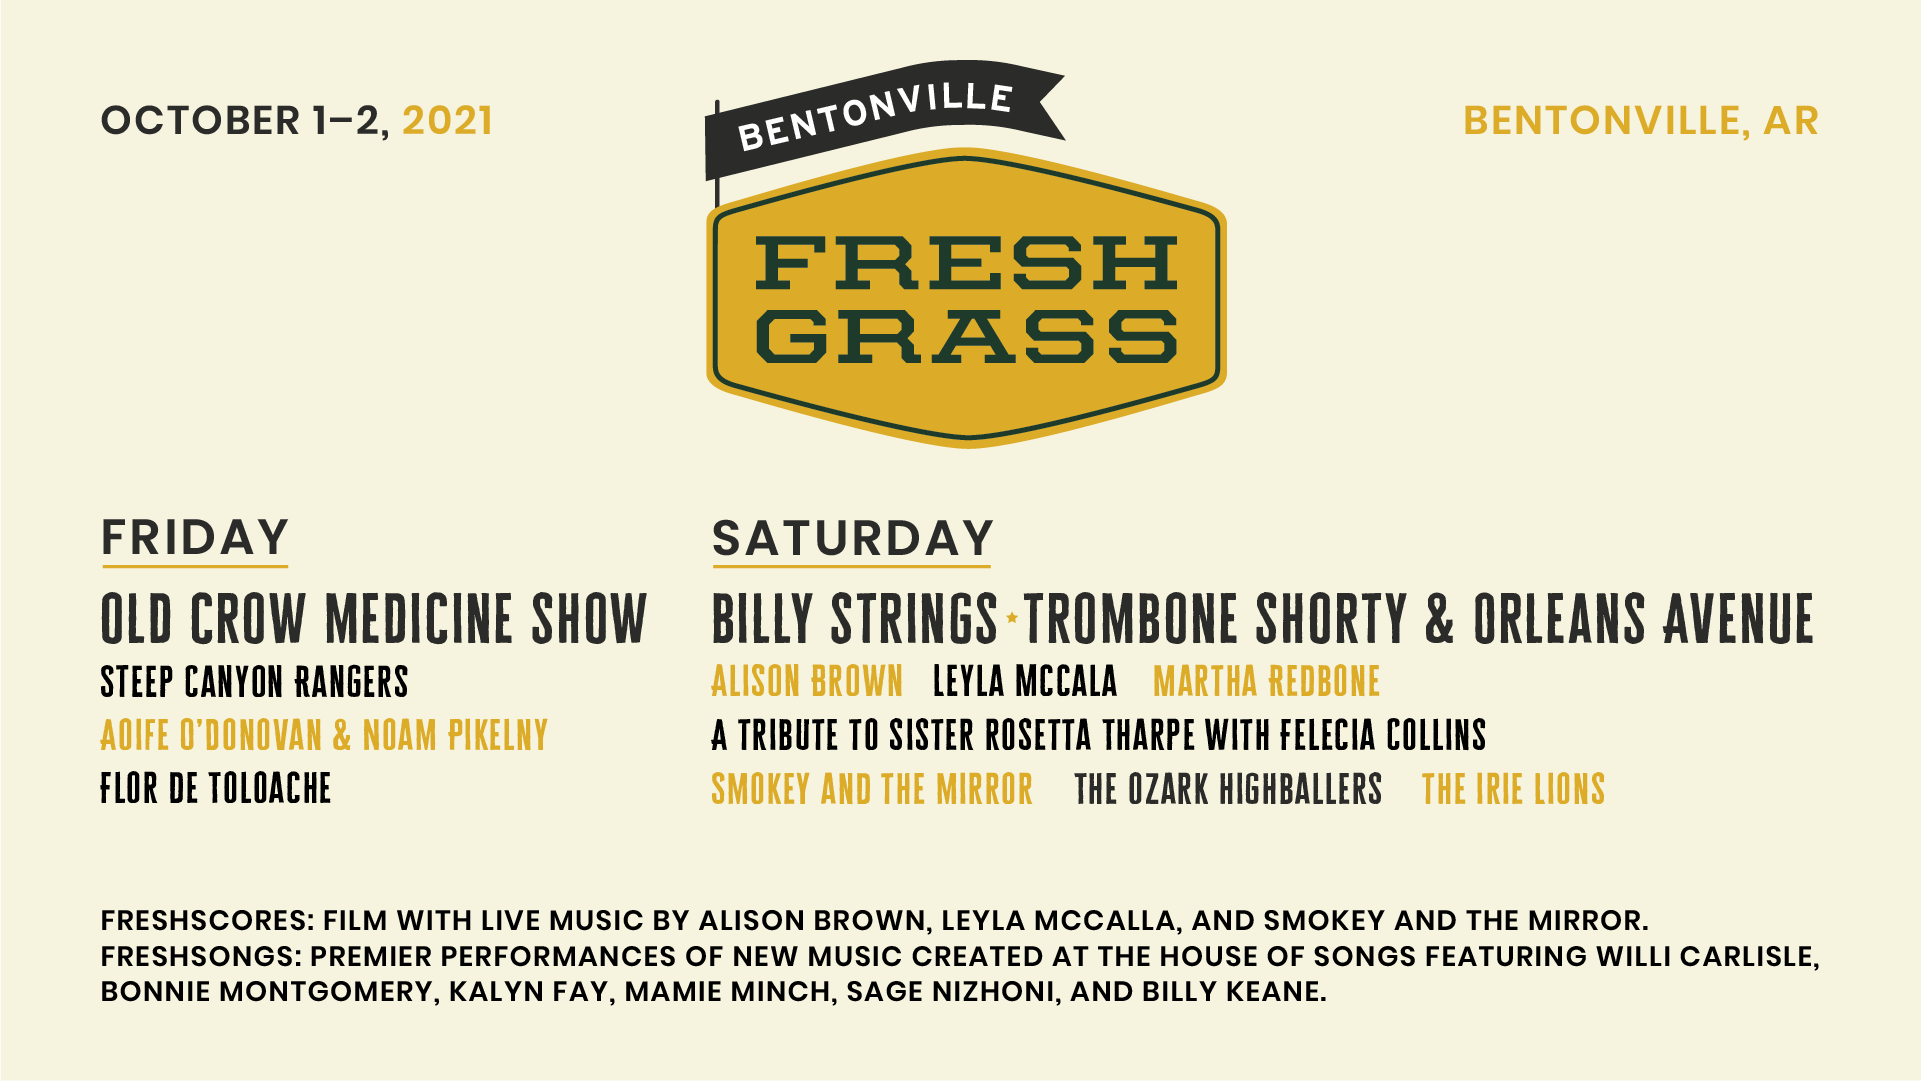 OCTOBER 1–2, 2021
BENTONVILLE
BENTONVILLE, AR
FRESH
GRASS
FRIDAY
OLD CROW MEDICINE SHOW
STEEP CANYON RANGERS
AOIFE O'DONOVAN & NOAM PIKELNY
FLOR DE TOLOACHE
SATURDAY
BILLY STRINGS ★ TROMBONE SHORTY & ORLEANS AVENUE
ALISON BROWN LEYLA MCCALA MARTHA REDBONE
A TRIBUTE TO SISTER ROSETTA THARPE WITH FELECIA COLLINS
SMOKEY AND THE MIRROR THE OZARK HIGHBALLERS THE IRIE LIONS
FRESHSCORES: FILM WITH LIVE MUSIC BY ALISON BROWN, LEYLA MCCALLA, AND SMOKEY AND THE MIRROR.
FRESHSONGS: PREMIER PERFORMANCES OF NEW MUSIC CREATED AT THE HOUSE OF SONGS FEATURING WILLI CARLISLE,
BONNIE MONTGOMERY, KALYN FAY, MAMIE MINCH, SAGE NIZHONI, AND BILLY KEANE.